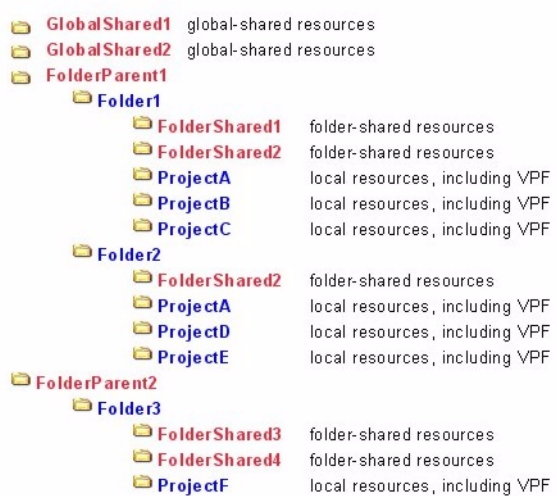 GlobalShared1 global-shared resources
GlobalShared2 global-shared resources
FolderParent1
Folder1
FolderShared1 folder-shared resources
FolderShared2 folder-shared resources
ProjectA local resources, including VPF
ProjectB local resources, including VPF
ProjectC local resources, including VPF
Folder2
FolderShared2 folder-shared resources
ProjectA local resources, including VPF
ProjectD local resources, including VPF
ProjectE local resources, including VPF
FolderParent2
Folder3
FolderShared3 folder-shared resources
FolderShared4 folder-shared resources
ProjectF local resources, including VPF